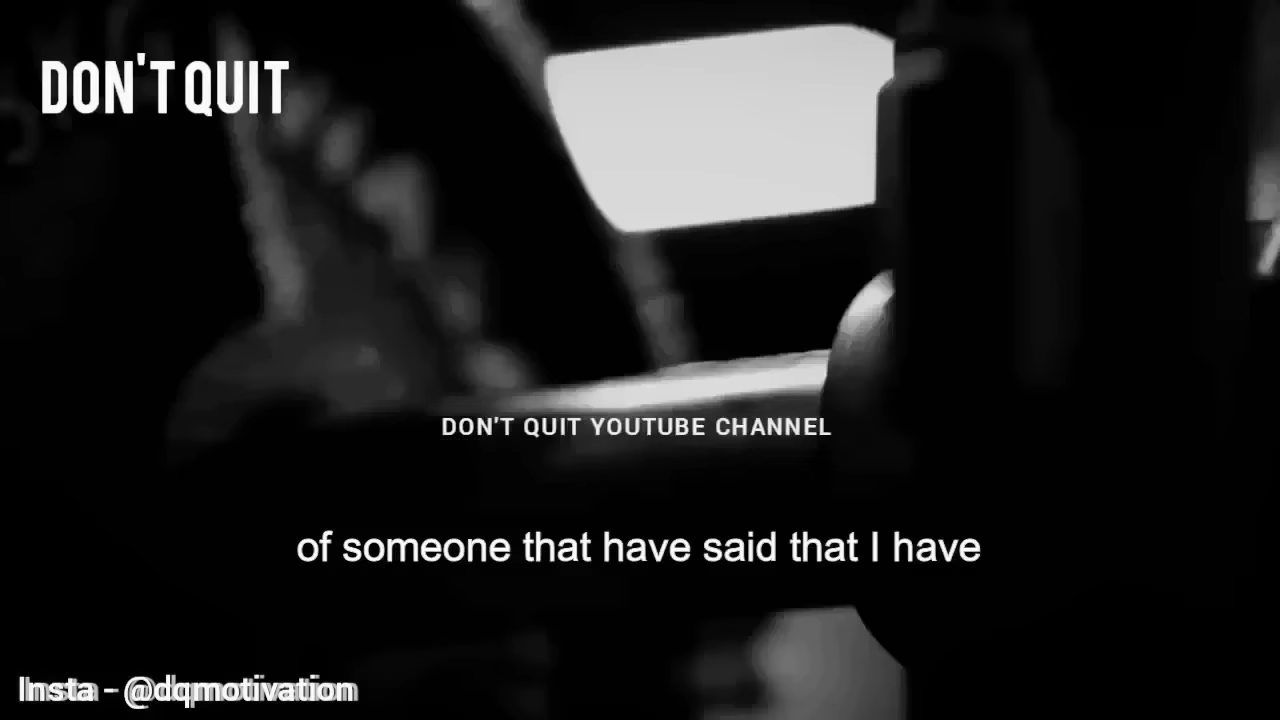 DON'T QUIT
DON'T QUIT YOUTUBE CHANNEL
of someone that have said that I have
Insta - @dqmotivation